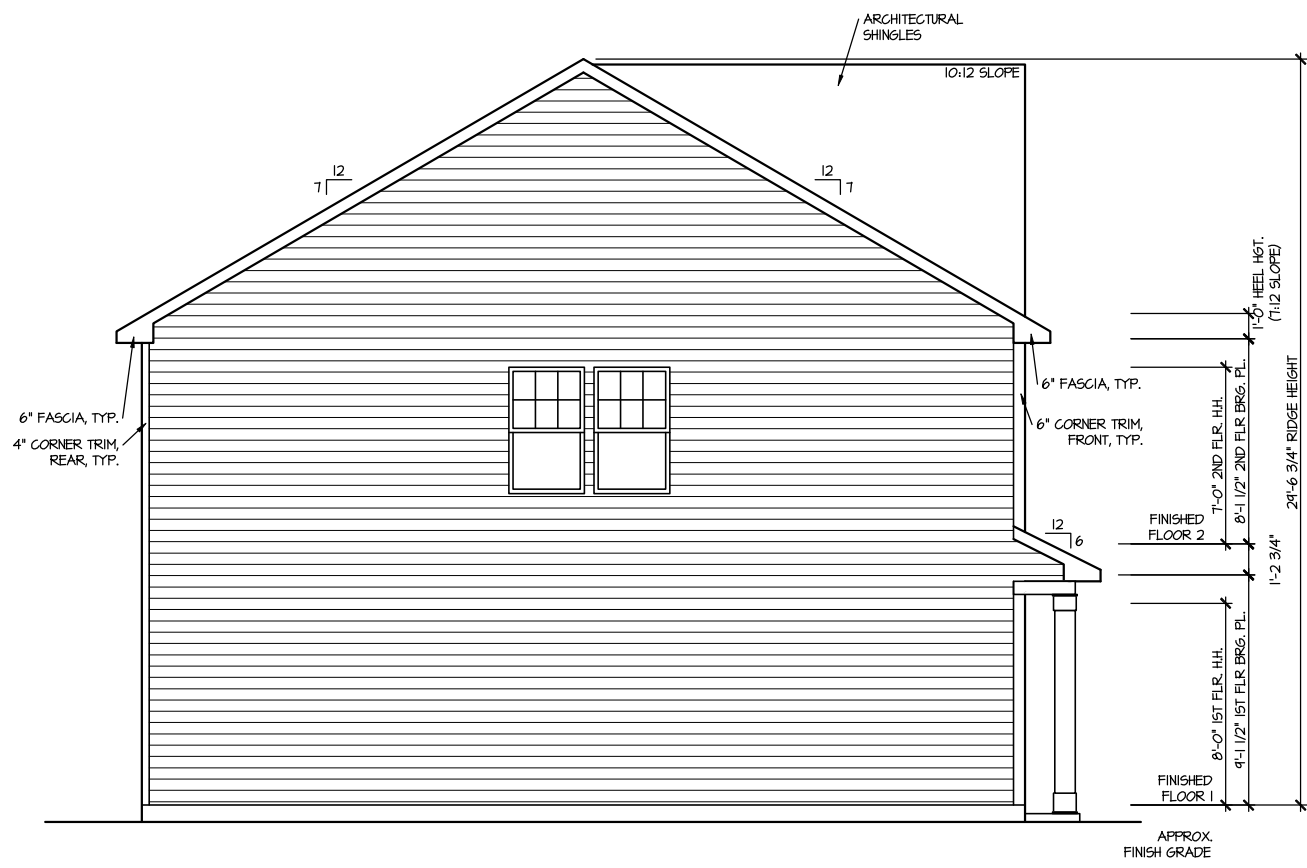 ARCHITECTURAL
SHINGLES
10:12 SLOPE
12
7
12
7
1'-0" HEEL HGT.
(7:12 SLOPE)
29'-6 3/4" RIDGE HEIGHT
6" FASCIA, TYP.
6" FASCIA, TYP.
4" CORNER TRIM,
REAR, TYP.
6" CORNER TRIM,
FRONT, TYP.
7'-0" 2ND FLR. H.H.
8'-1 1/2" 2ND FLR BRG. PL.
FINISHED
FLOOR 2
12
6
1'-2 3/4"
8'-0" 1ST FLR. H.H.
9'-1 1/2" 1ST FLR BRG. PL.
FINISHED
FLOOR 1
APPROX.
FINISH GRADE